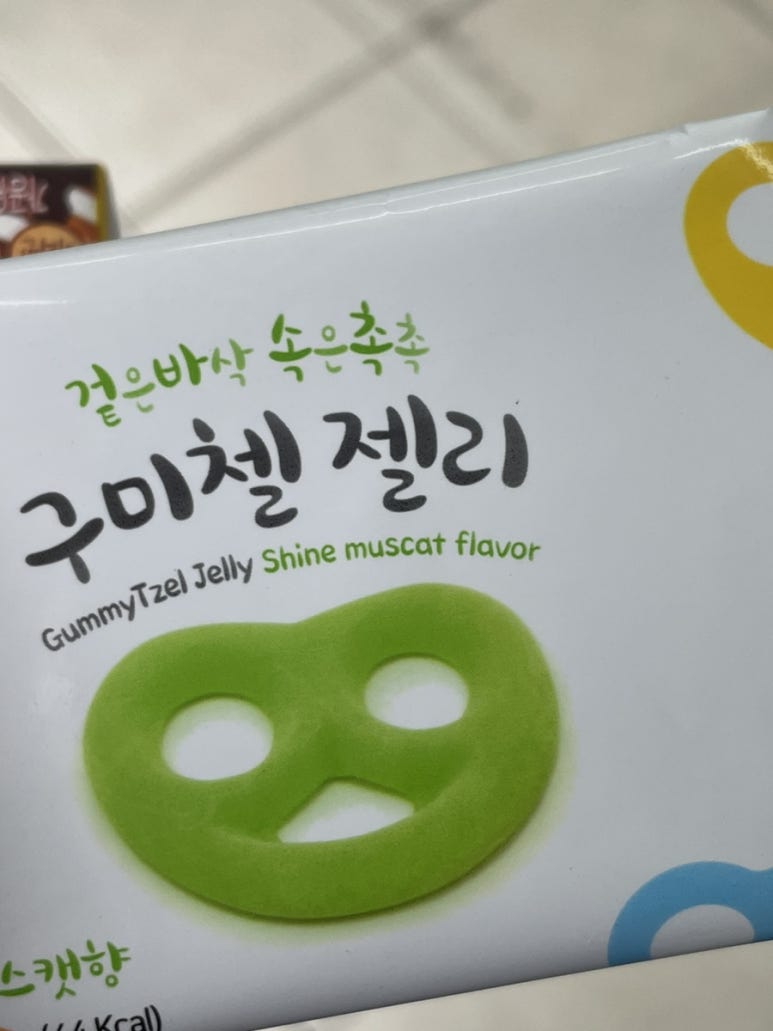 겉은바삭 속은촉촉
구미첼 젤리
GummyTzel Jelly Shine muscat flavor
스캣향
Kcal)